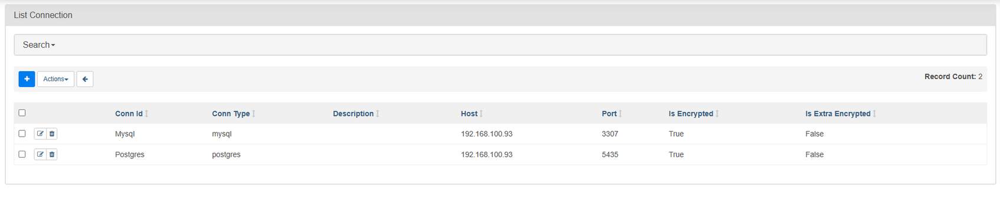 List Connection
Search
Actions
Record Count: 2
Conn Id Conn Type Description Host Port Is Encrypted Is Extra Encrypted
Mysql mysql 192.168.100.93 3307 True False
Postgres postgres 192.168.100.93 5435 True False